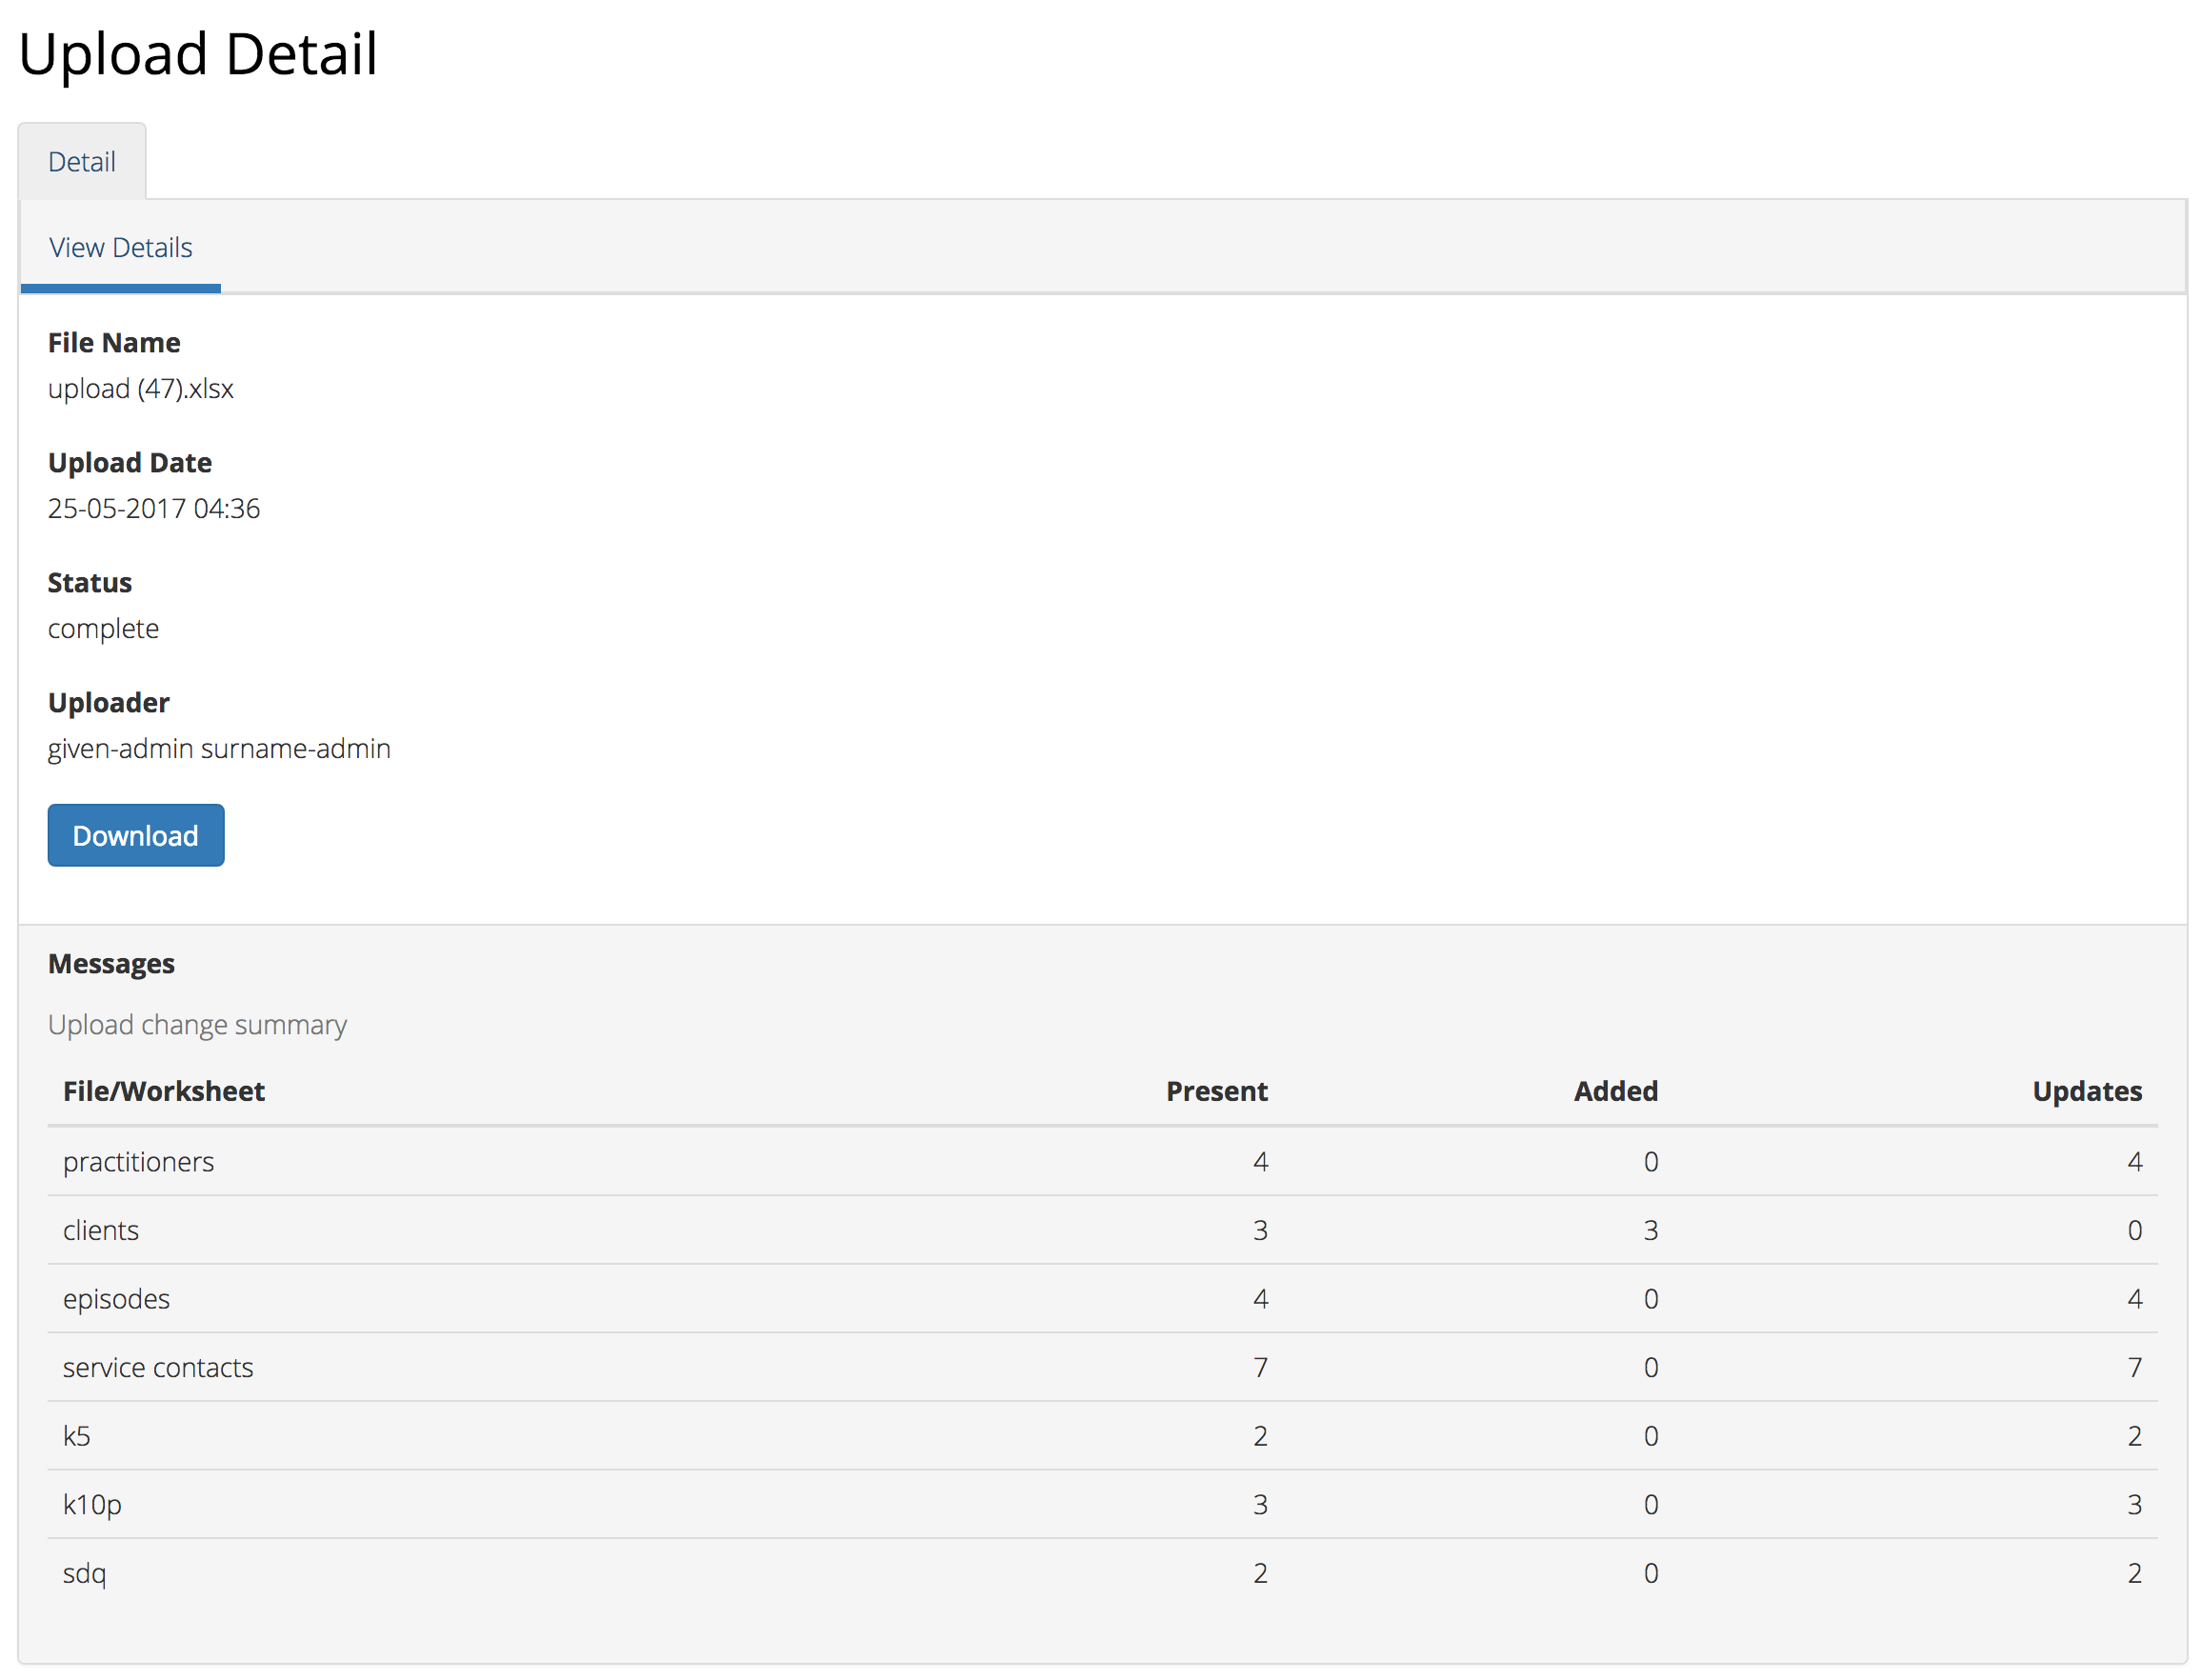 Upload Detail
Detail
View Details
File Name
upload (47).xlsx
Upload Date
25-05-2017 04:36
Status
complete
Uploader
given-admin surname-admin
Download
Messages
Upload change summary
File/Worksheet Present Added Updates
practitioners 4 0 4
clients 3 3 0
episodes 4 0 4
service contacts 7 0 7
k5 2 0 2
k10p 3 0 3
sdq 2 0 2